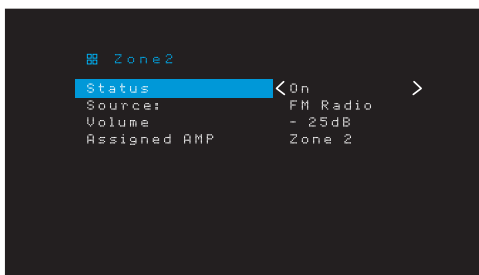 Zone2
Status On
Source: FM Radio
Volume - 25dB
Assigned AMP Zone 2